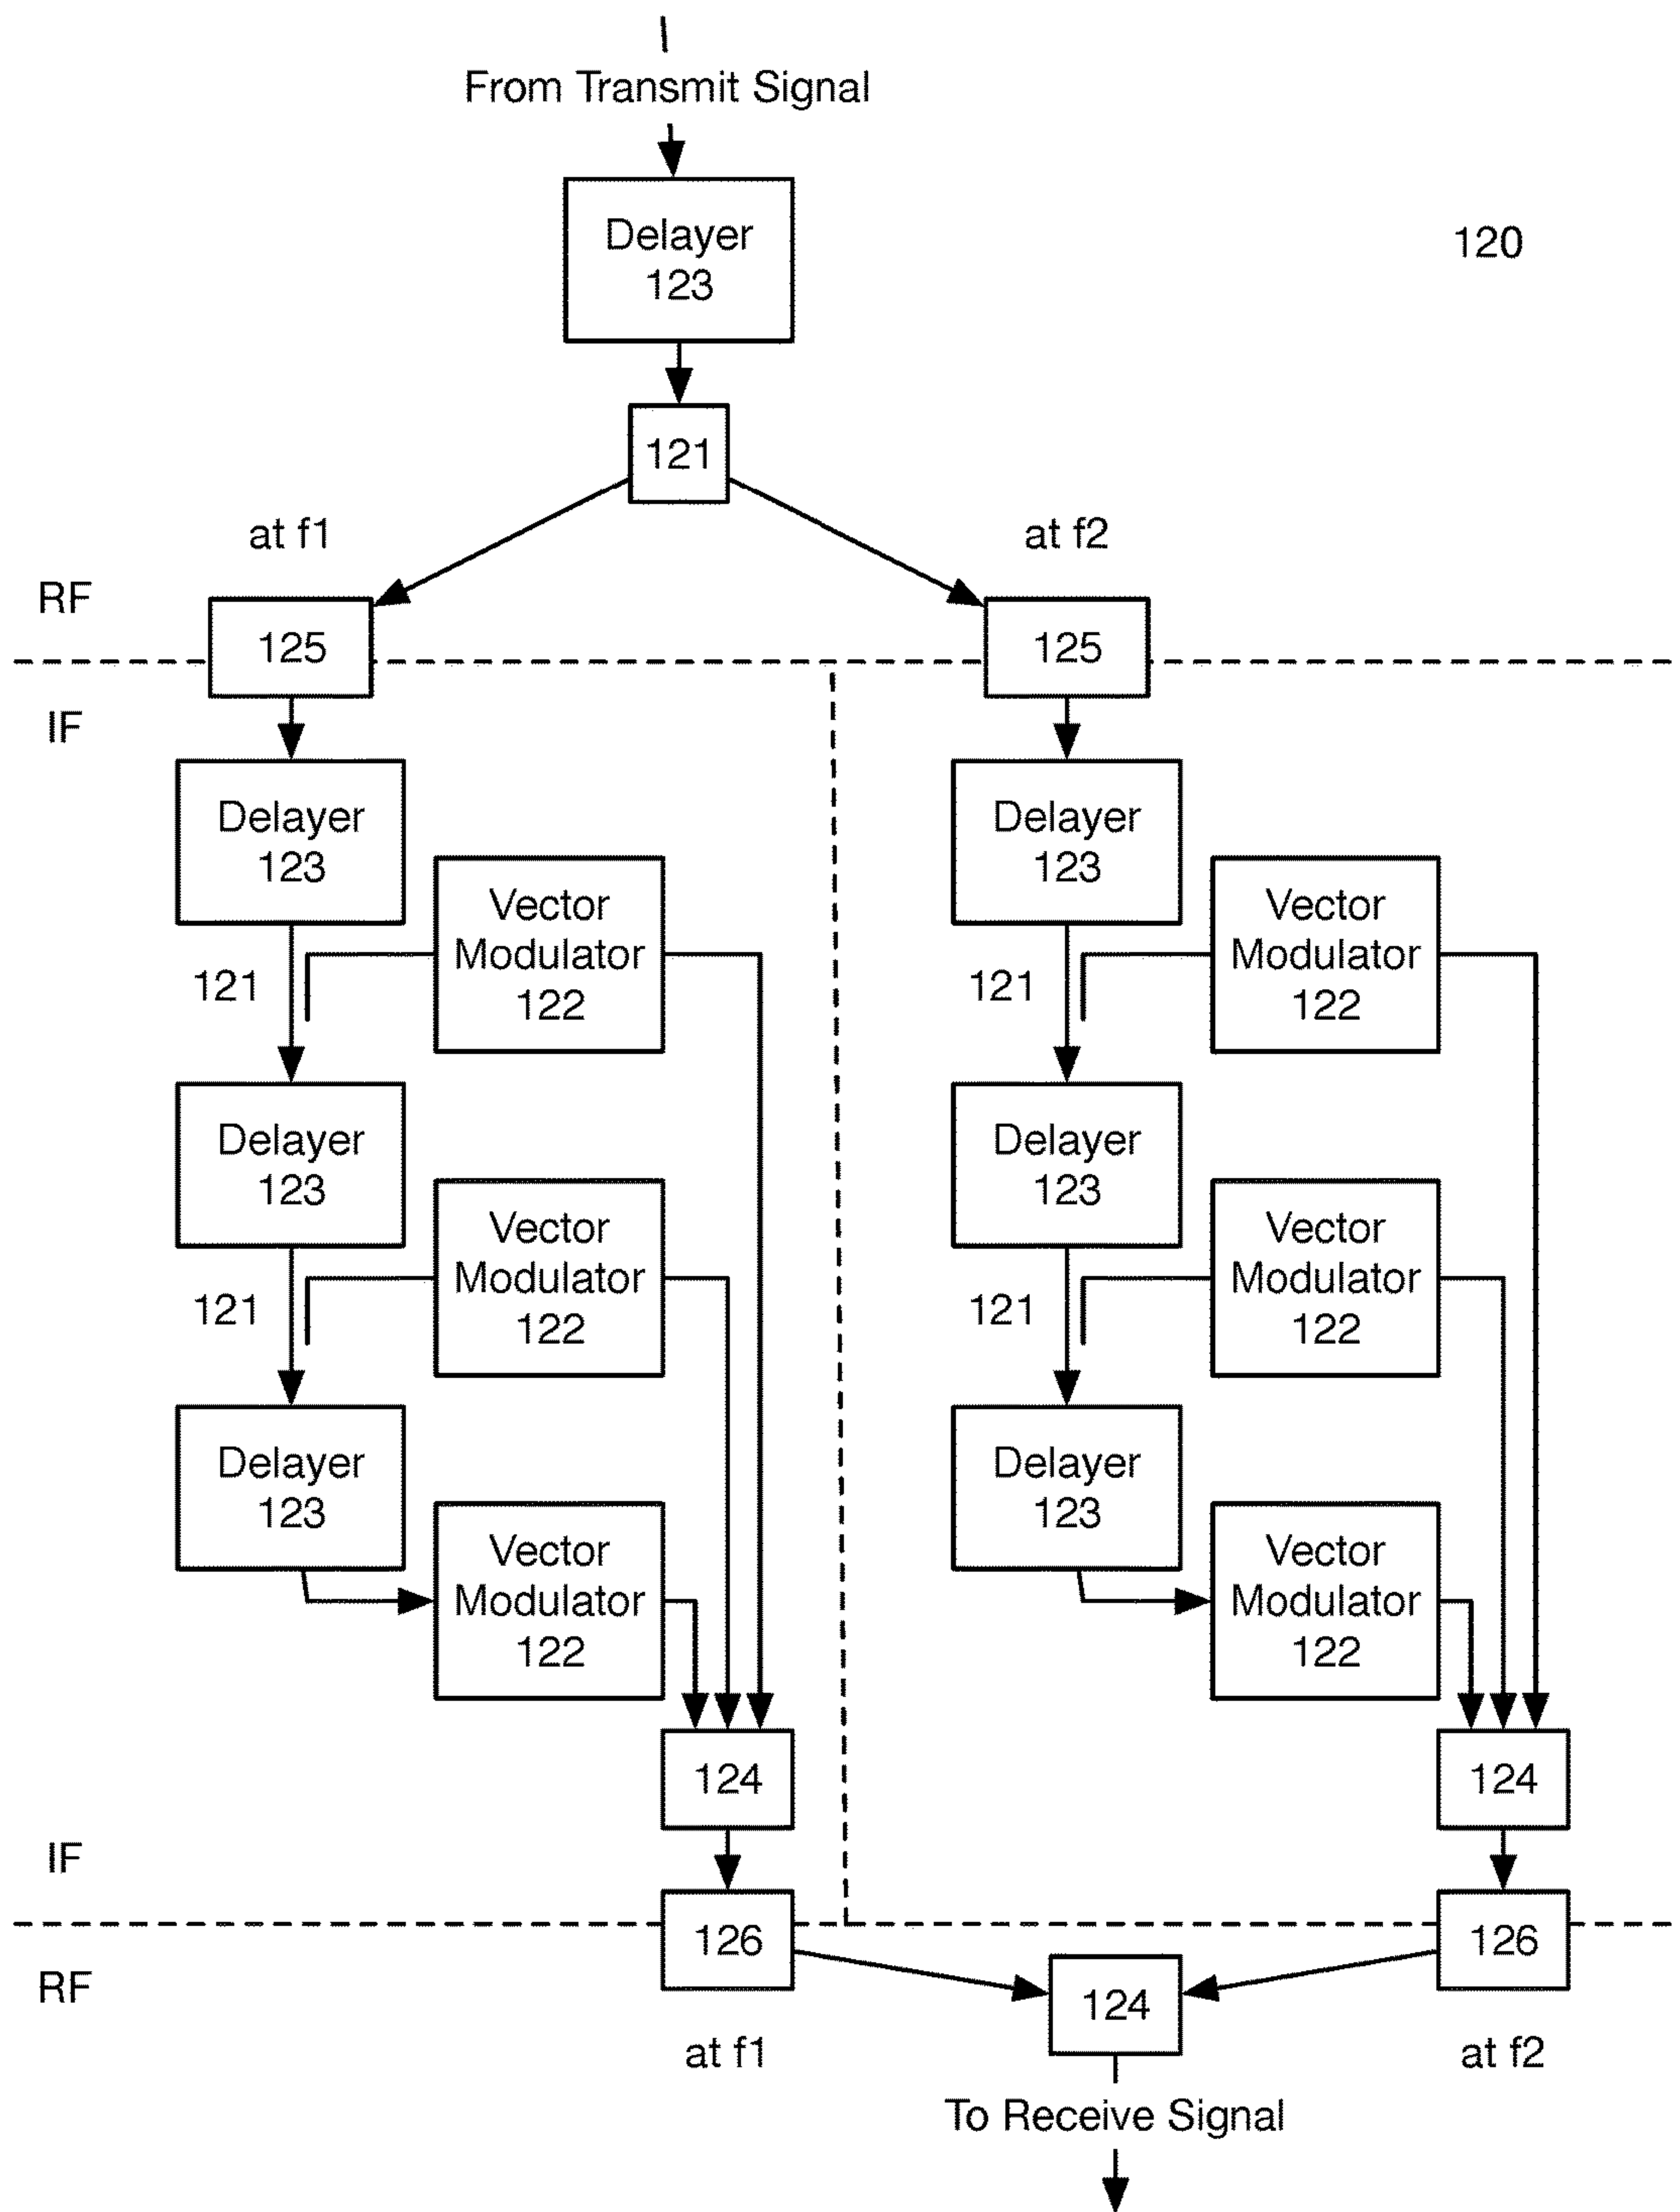 From Transmit Signal
Delayer
123
120
121
at f1
at f2
RF
125
125
IF
Delayer
123
Delayer
123
Vector
Modulator
122
Vector
Modulator
122
121
121
Delayer
123
Delayer
123
Vector
Modulator
122
Vector
Modulator
122
121
121
Delayer
123
Delayer
123
Vector
Modulator
122
Vector
Modulator
122
124
124
IF
126
126
RF
124
at f1
at f2
To Receive Signal